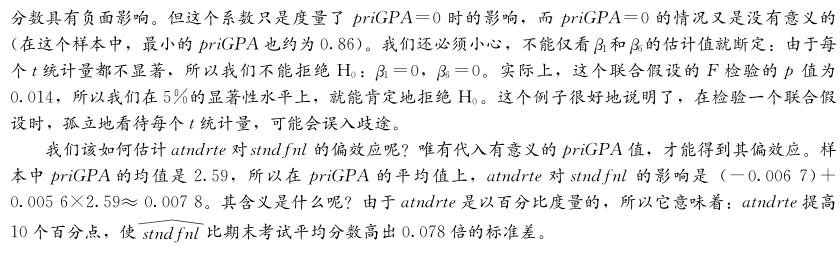 分数具有负面影响。但这个系数只是度量了 priGPA=0 时的影响，而 priGPA=0 的情况又是没有意义的
(在这个样本中，最小的 priGPA 也约为 0.86)。我们还必须小心，不能仅看 β₁和 β₆的估计值就断定：由于每
个 t 统计量都不显著，所以我们不能拒绝 H₀：β₁=0，β₆=0。实际上，这个联合假设的 F 检验的 p 值为
0.014，所以我们在 5%的显著性水平上，就能肯定地拒绝 H₀。这个例子很好地说明了，在检验一个联合假
设时，孤立地看待每个 t 统计量，可能会误入歧途。
我们该如何估计 atndrte 对 stndfnl 的偏效应呢？唯有代入有意义的 priGPA 值，才能得到其偏效应。样
本中 priGPA 的均值是 2.59，所以在 priGPA 的平均值上，atndrte 对 stndfnl 的影响是 (−0.006 7)+
0.005 6×2.59≈ 0.007 8。其含义是什么呢？由于 atndrte 是以百分比度量的，所以它意味着：atndrte 提高
10 个百分点，使 stndfnl 比期末考试平均分数高出 0.078 倍的标准差。